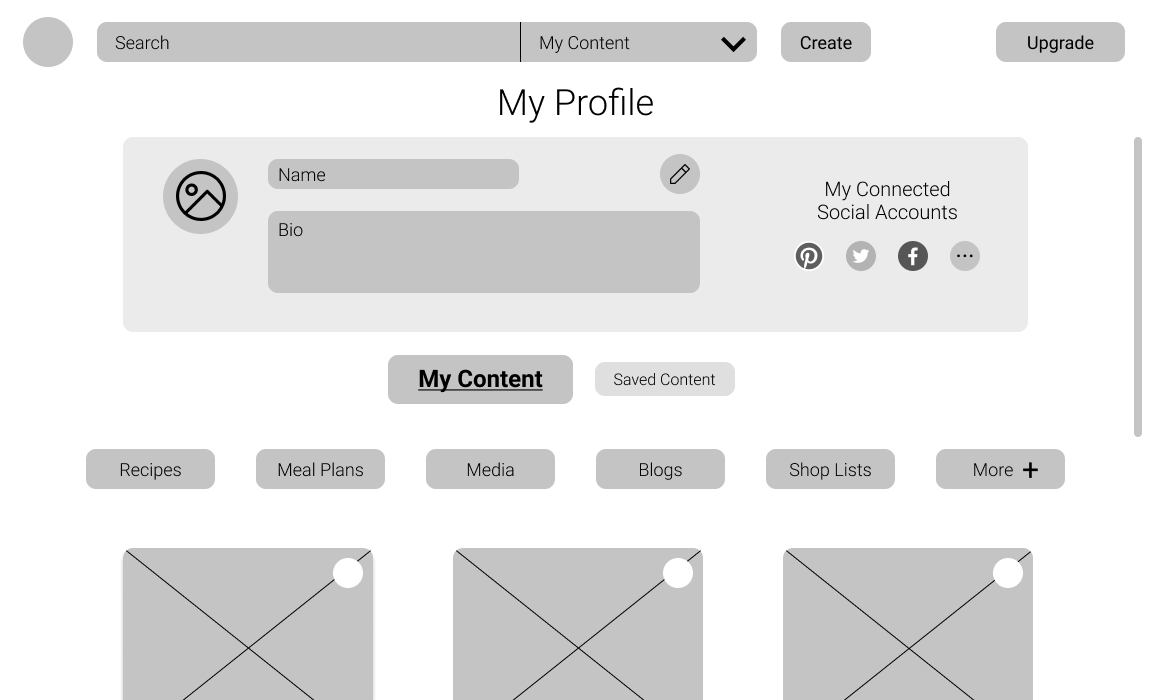 Search
My Content
Create
Upgrade
My Profile
Name
Bio
My Connected
Social Accounts
My Content
Saved Content
Recipes
Meal Plans
Media
Blogs
Shop Lists
More +